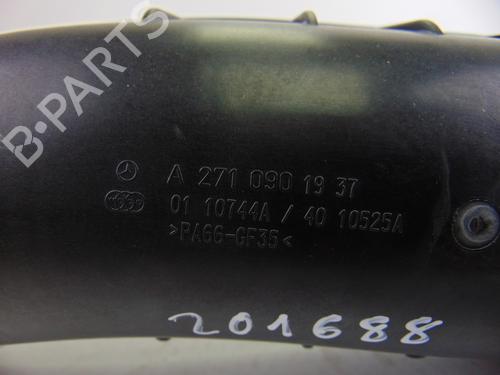 B-PARTS
A 271 090 19 37
01 10744A / 40 10525A
>PA66-GF35<
201688